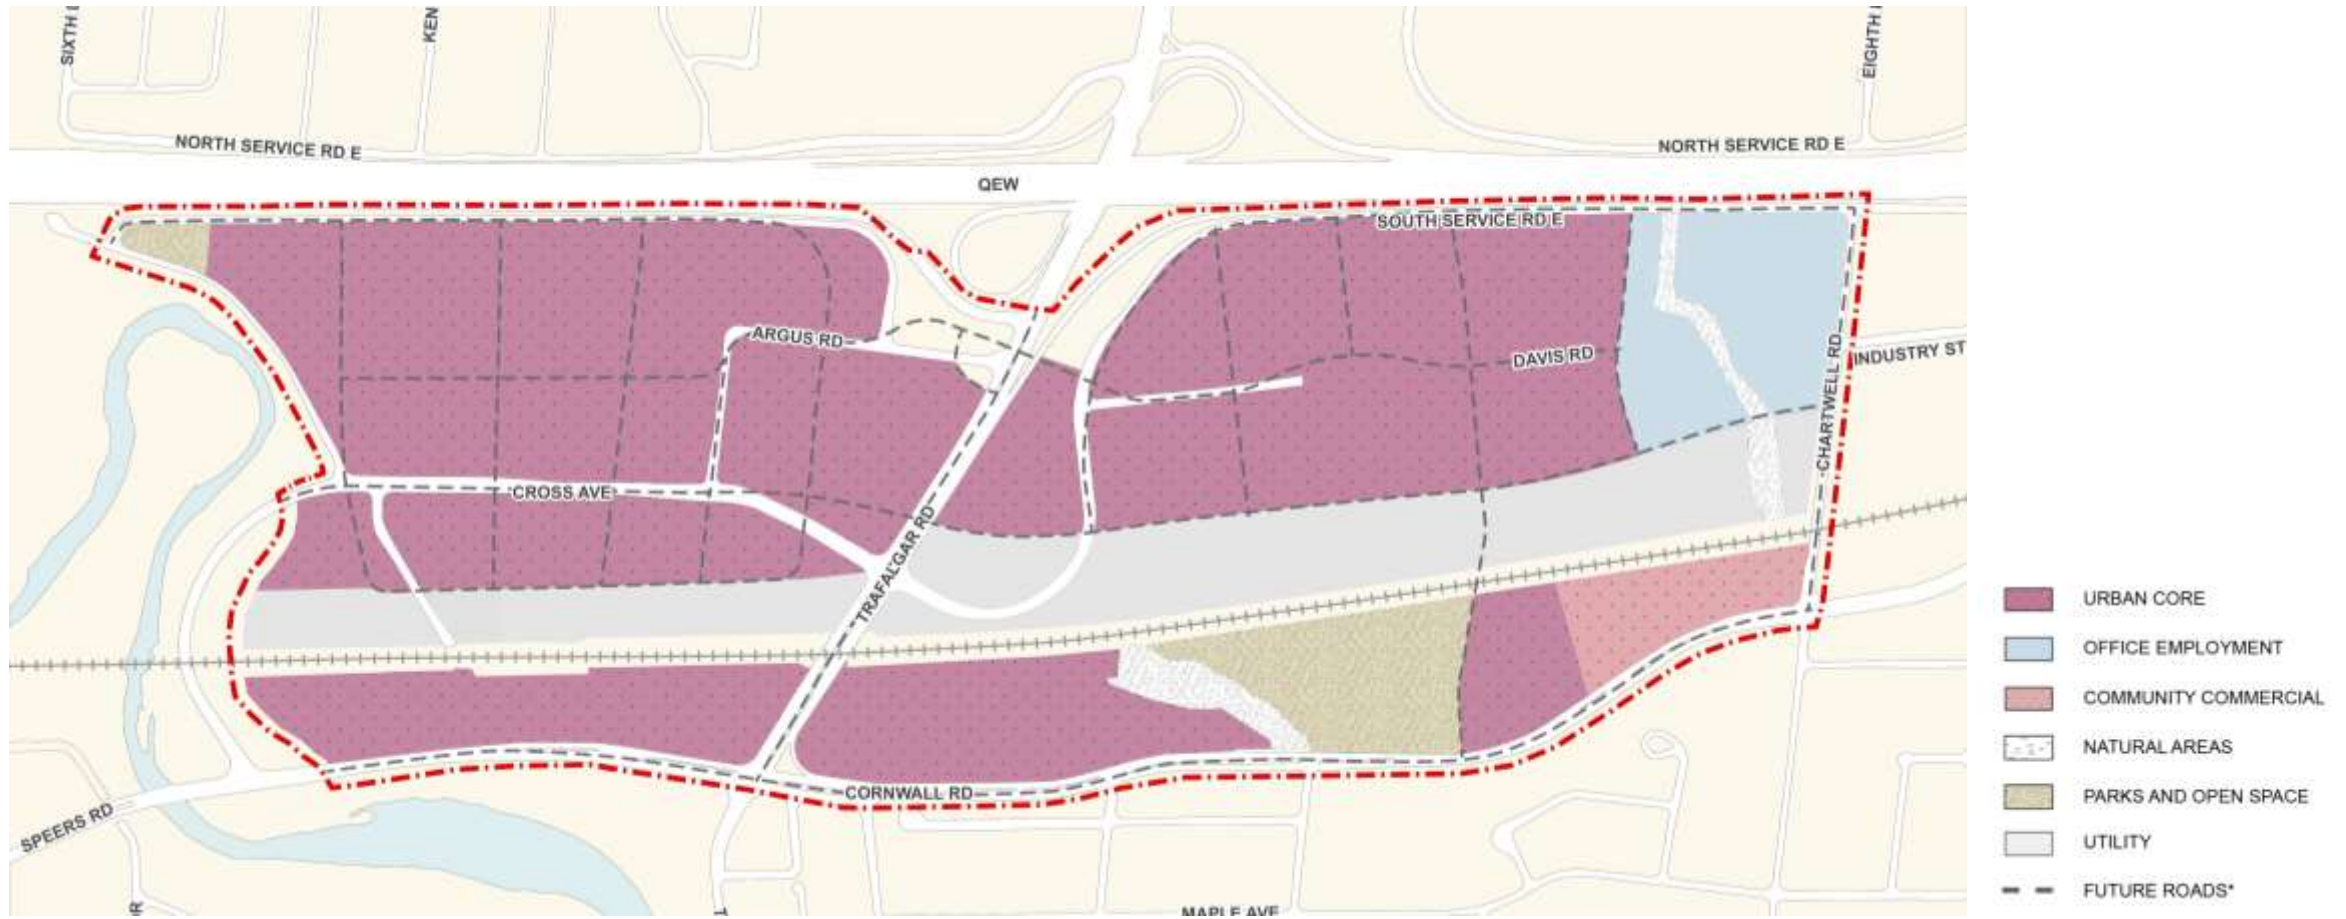 SIXTH L
KEN
EIGHTH L
NORTH SERVICE RD E
NORTH SERVICE RD E
QEW
SOUTH SERVICE RD E
ARGUS RD
DAVIS RD
INDUSTRY ST
CHARTWELL RD
CROSS AVE
TRAFALGAR RD
CORNWALL RD
SPEERS RD
MAPLE AVE
URBAN CORE
OFFICE EMPLOYMENT
COMMUNITY COMMERCIAL
NATURAL AREAS
PARKS AND OPEN SPACE
UTILITY
FUTURE ROADS*